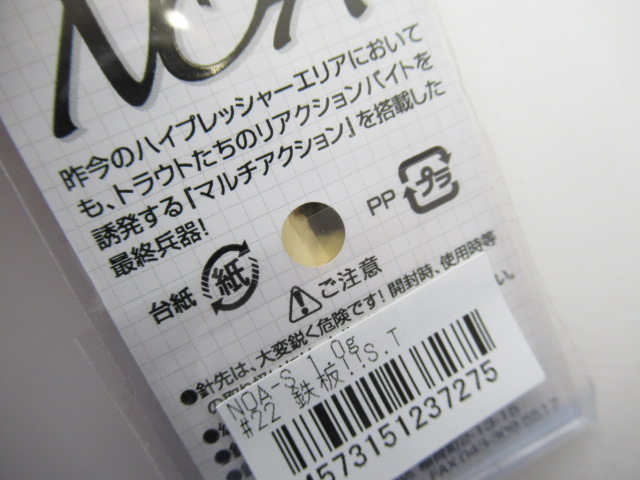 NOA
昨今のハイプレッシャーエリアにおいて
も、トラウトたちのリアクションバイトを
誘発する「マルチアクション」を搭載した
最終兵器!
台紙 紙
PP プラ
ご注意
●針先は、大変鋭く危険です!開封時、使用時等
NOA-S 1.0g
#22 鉄板!!S.T
4573151237275